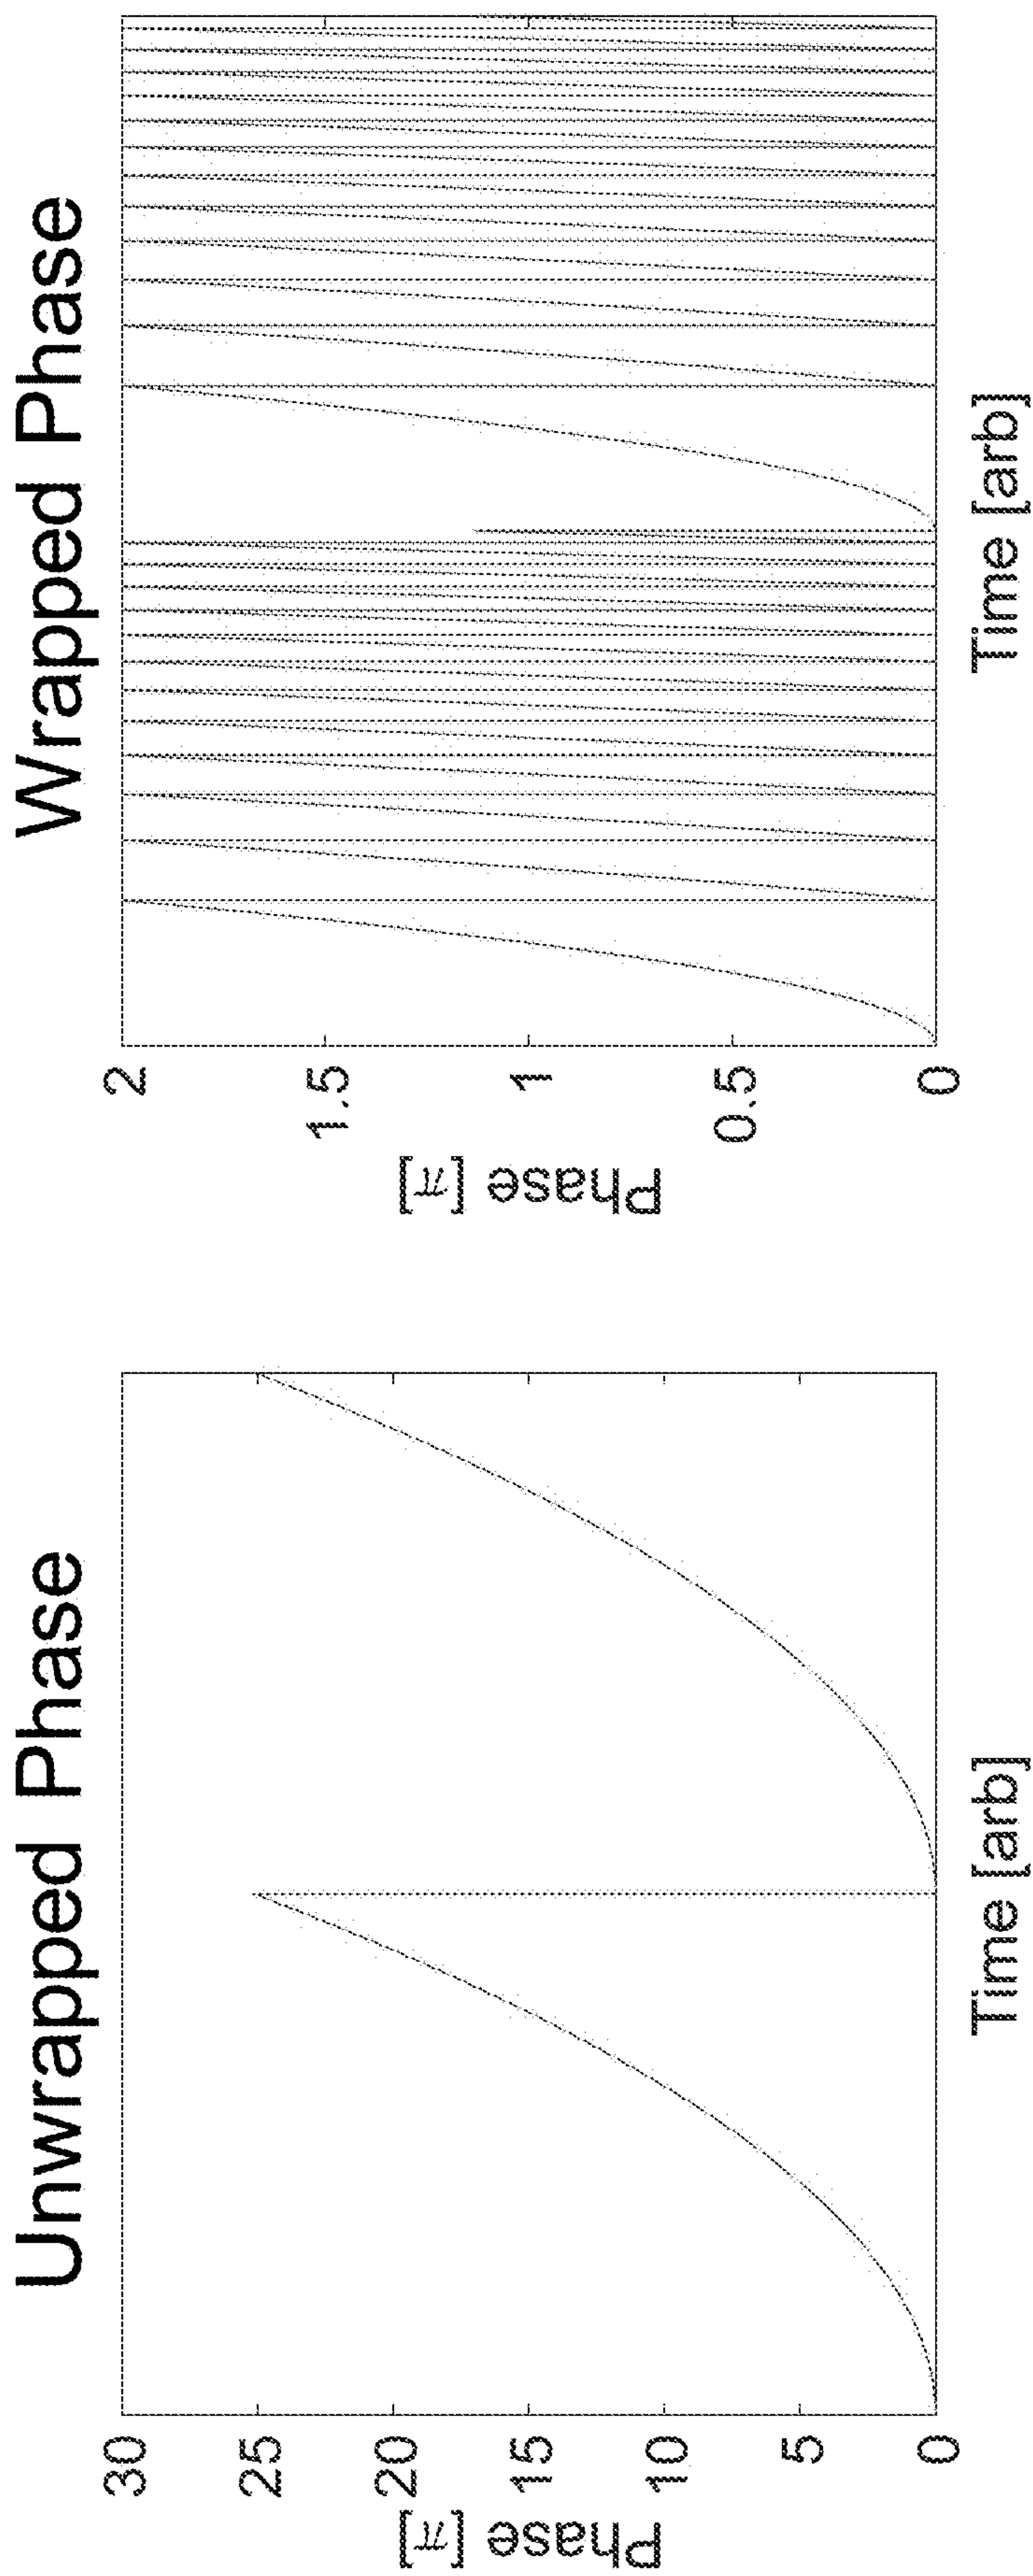 Unwrapped Phase
Phase [π]
30
25
20
15
10
5
0
Time [arb]
Wrapped Phase
Phase [π]
2
1.5
1
0.5
0
Time [arb]